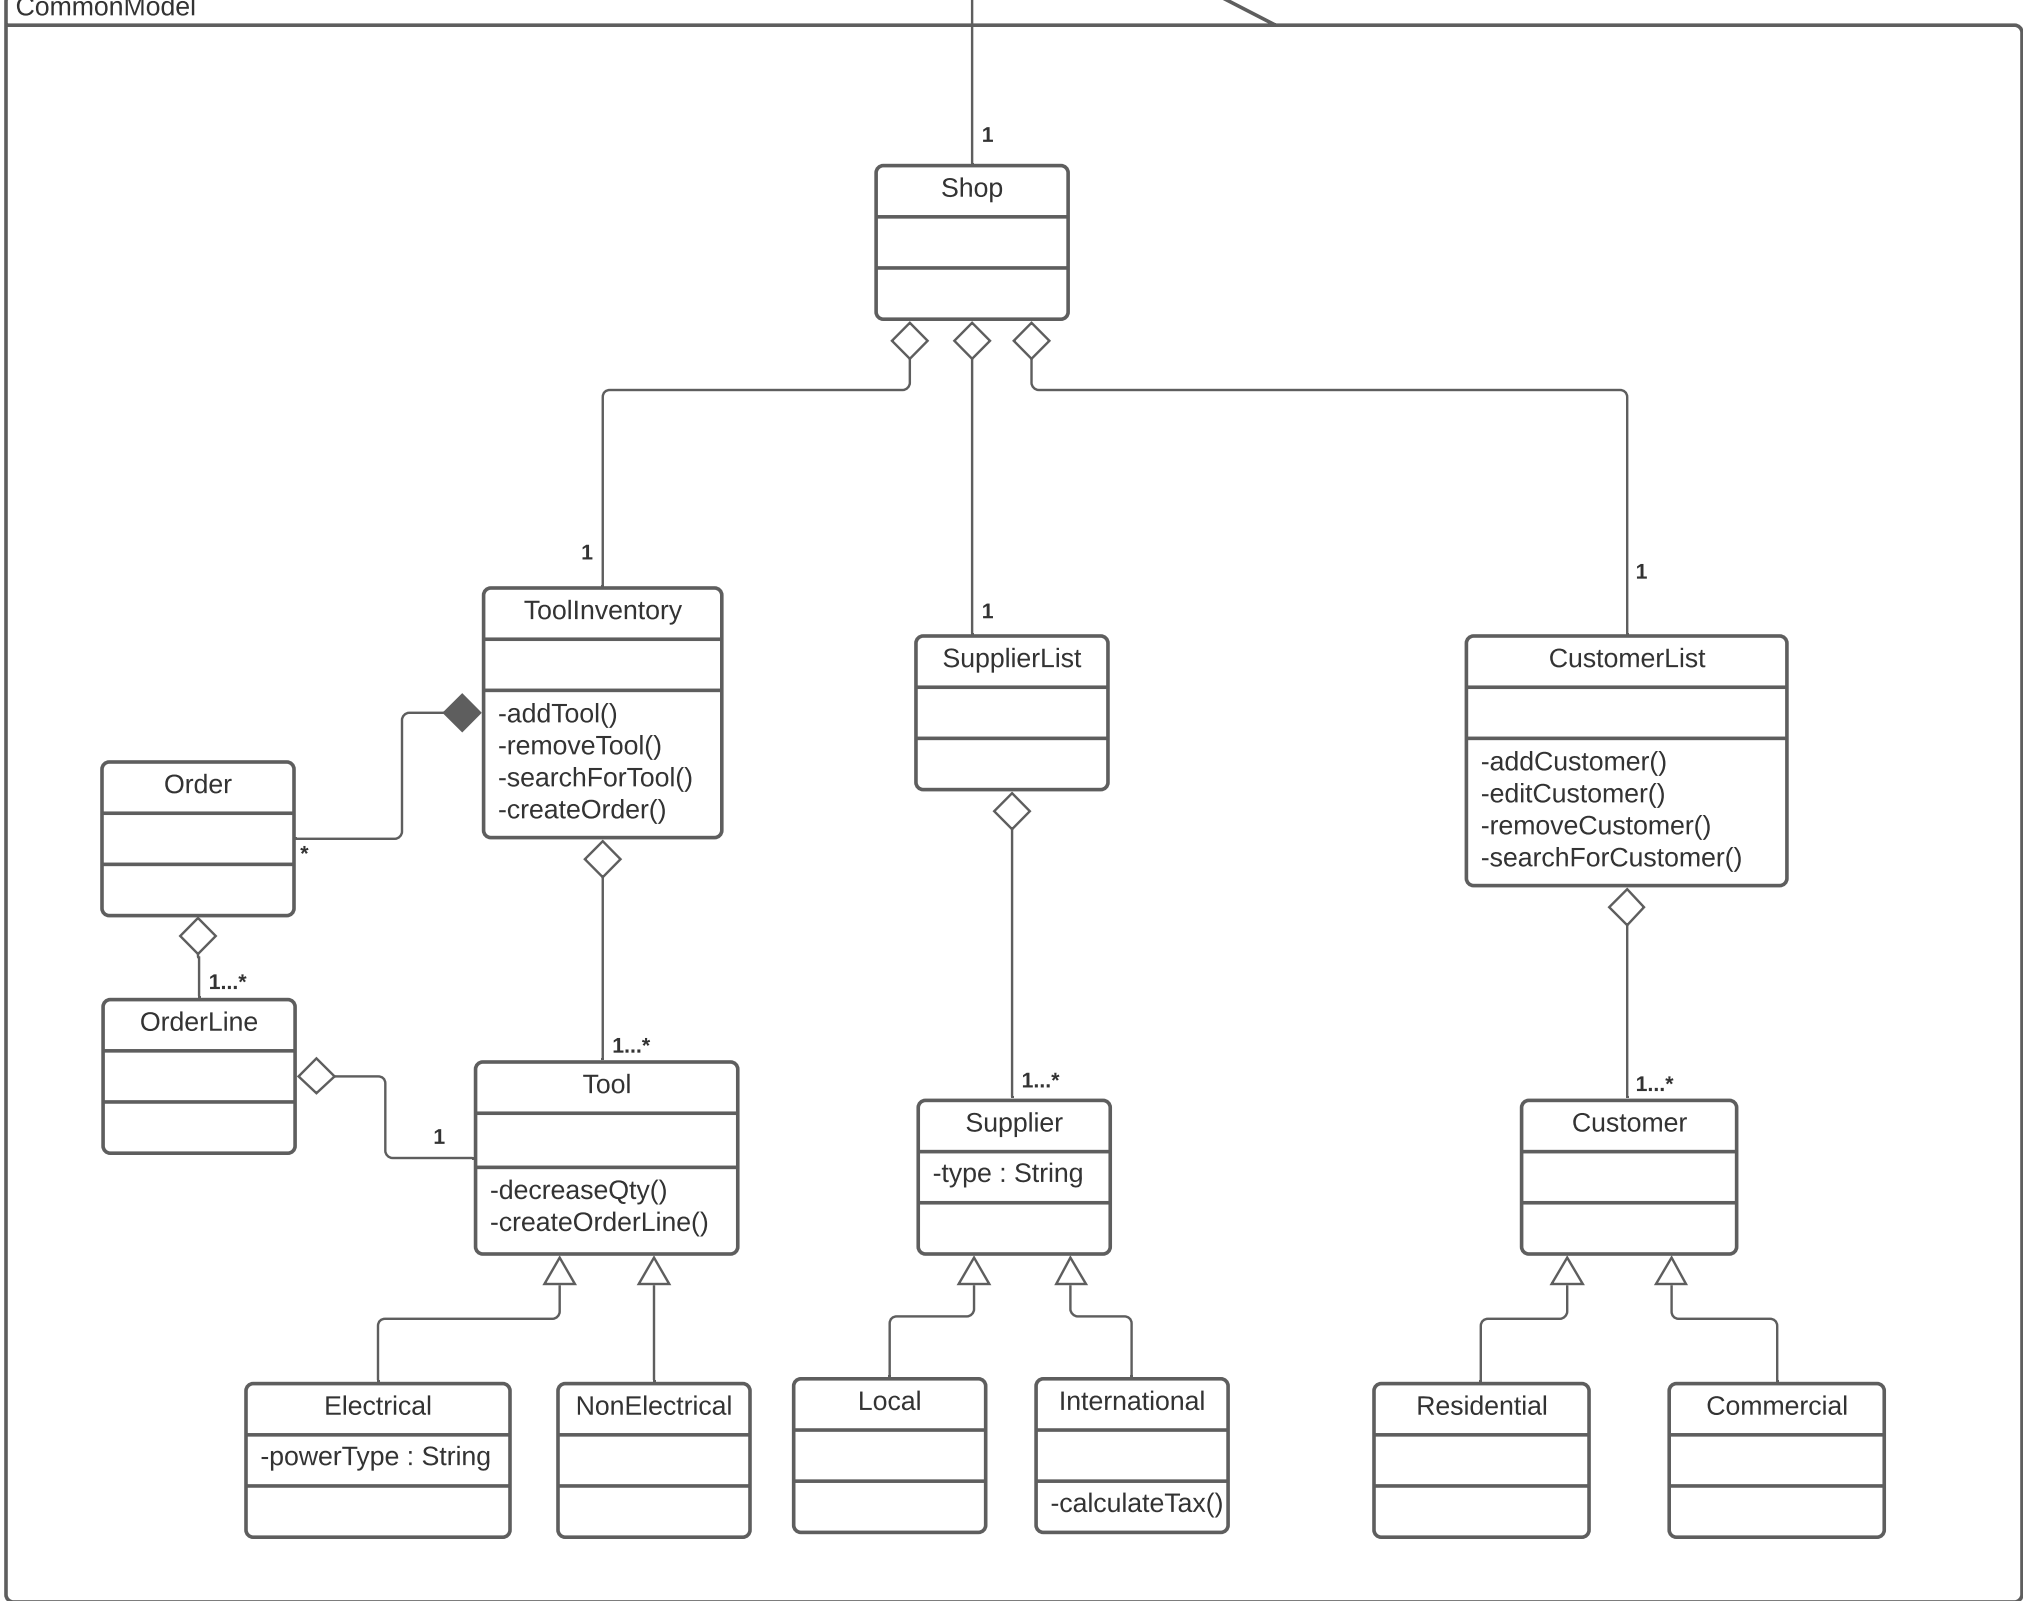 CommonModel
1
Shop
1
1
1
ToolInventory
-addTool()
-removeTool()
-searchForTool()
-createOrder()
SupplierList
CustomerList
-addCustomer()
-editCustomer()
-removeCustomer()
-searchForCustomer()
Order
*
1...*
OrderLine
1
1...*
Tool
-decreaseQty()
-createOrderLine()
1...*
Supplier
-type : String
1...*
Customer
Electrical
-powerType : String
NonElectrical
Local
International
-calculateTax()
Residential
Commercial